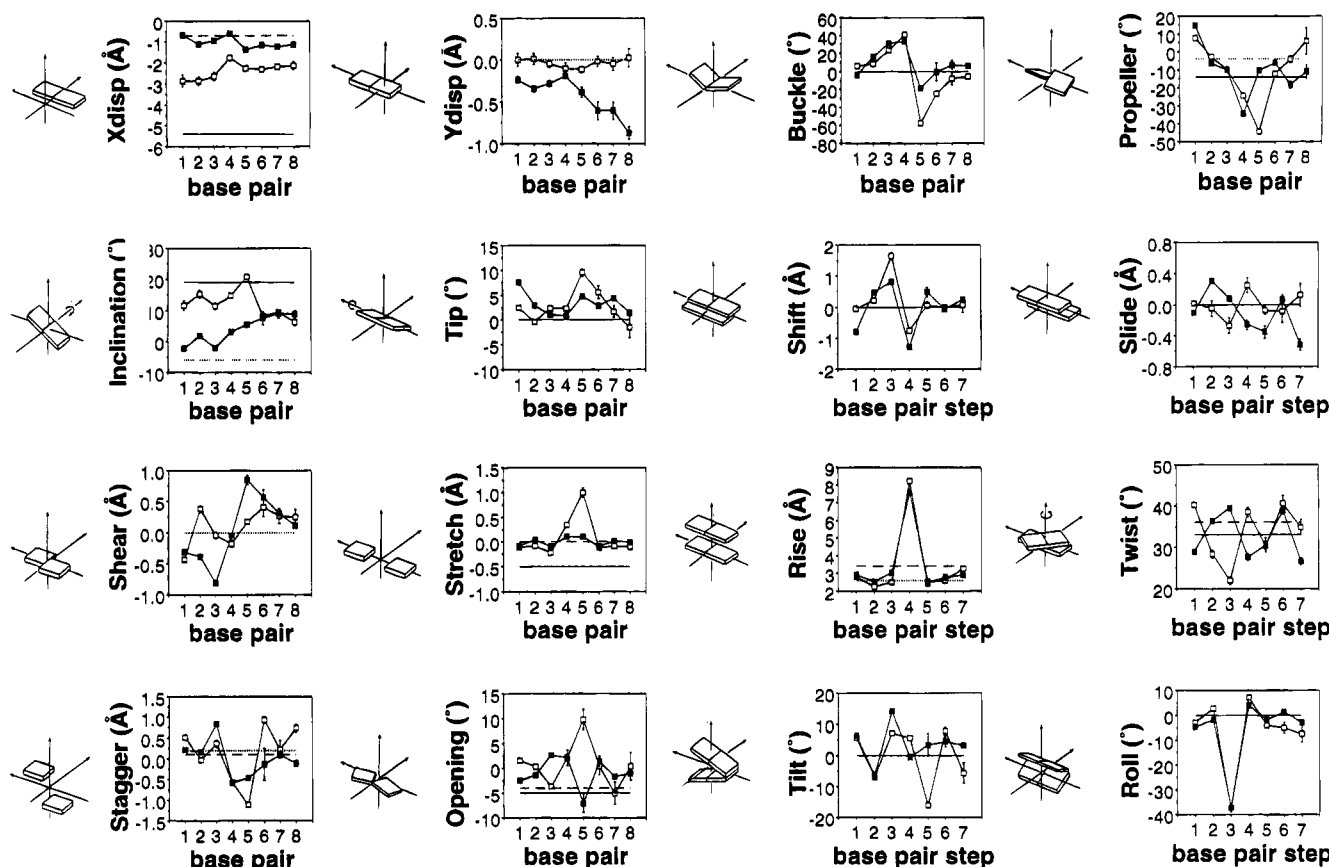 Xdisp (Å)
0
-1
-2
-3
-4
-5
-6
1 2 3 4 5 6 7 8
base pair
Ydisp (Å)
0.5
0.0
-0.5
-1.0
1 2 3 4 5 6 7 8
base pair
Buckle (°)
60
40
20
0
-20
-40
-60
-80
1 2 3 4 5 6 7 8
base pair
Propeller (°)
20
10
0
-10
-20
-30
-40
-50
1 2 3 4 5 6 7 8
base pair
Inclination (°)
30
20
10
0
-10
1 2 3 4 5 6 7 8
base pair
Tip (°)
15
10
5
0
5
10
1 2 3 4 5 6 7 8
base pair
Shift (Å)
2
1
0
-1
-2
1 2 3 4 5 6 7
base pair step
Slide (Å)
0.8
0.4
0.0
-0.4
-0.8
1 2 3 4 5 6 7
base pair step
Shear (Å)
1.0
0.5
0.0
-0.5
-1.0
1 2 3 4 5 6 7 8
base pair
Stretch (Å)
1.5
1.0
0.5
0.0
-0.5
-1.0
1 2 3 4 5 6 7 8
base pair
Rise (Å)
9
8
7
6
5
4
3
2
1 2 3 4 5 6 7
base pair step
Twist (°)
50
40
30
20
1 2 3 4 5 6 7
base pair step
Stagger (Å)
1.5
1.0
0.5
0.0
-0.5
-1.0
-1.5
1 2 3 4 5 6 7 8
base pair
Opening (°)
15
10
5
0
-5
-10
1 2 3 4 5 6 7 8
base pair
Tilt (°)
20
10
0
-10
-20
1 2 3 4 5 6 7
base pair step
Roll (°)
10
0
-10
-20
-30
-40
1 2 3 4 5 6 7
base pair step